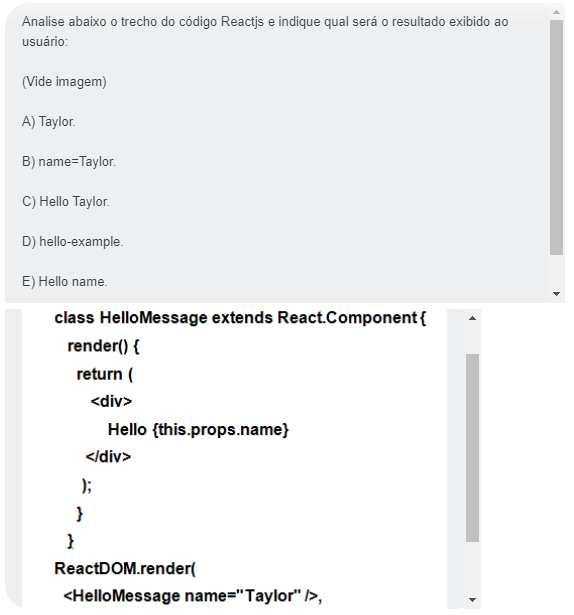 Analise abaixo o trecho do código Reactjs e indique qual será o resultado exibido ao
usuário:
(Vide imagem)
A) Taylor.
B) name=Taylor.
C) Hello Taylor.
D) hello-example.
E) Hello name.
class HelloMessage extends React.Component {
render() {
return (
<div>
Hello {this.props.name}
</div>
);
}
}
ReactDOM.render(
<HelloMessage name="Taylor" />,